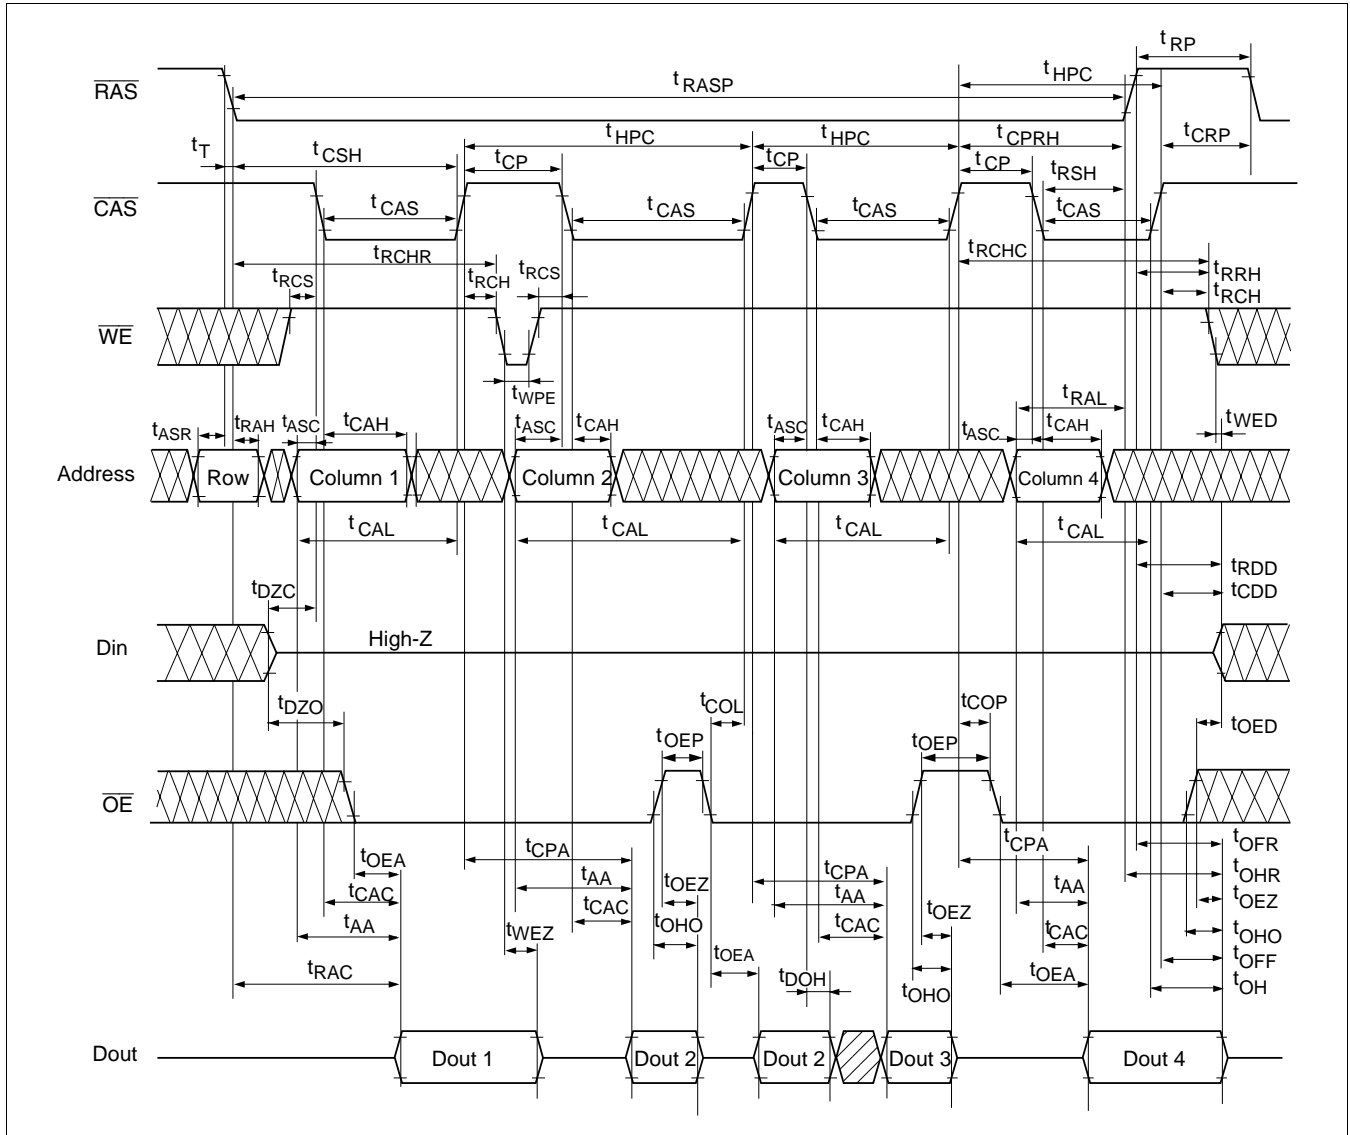 tRP
tHPC
RAS
tRASP
tHPC
tHPC
tCPRH
tT
tCSH
tCP
tCP
tCP
tCRP
tRSH
CAS
tCAS
tCAS
tCAS
tCAS
tRCHR
tRCHC
tRCS
tRCH
tRCS
tRRH
tRCH
WE
tWPE
tRAL
tASR
tRAH
tASC
tCAH
tASC
tCAH
tASC
tCAH
tASC
tCAH
tWED
Address
Row
Column 1
Column 2
Column 3
Column 4
tCAL
tCAL
tCAL
tCAL
tRDD
tDZC
tCDD
Din
High-Z
tDZO
tCOL
tCOP
tOED
tOEP
tOEP
OE
tOEA
tCPA
tCPA
tOFR
tCPA
tOHR
tCAC
tAA
tOEZ
tAA
tAA
tOEZ
tCAC
tOHO
tCAC
tOEZ
tCAC
tOHO
tAA
tWEZ
tOFF
tRAC
tOEA
tDOH
tOHO
tOEA
tOH
Dout
Dout 1
Dout 2
Dout 2
Dout 3
Dout 4